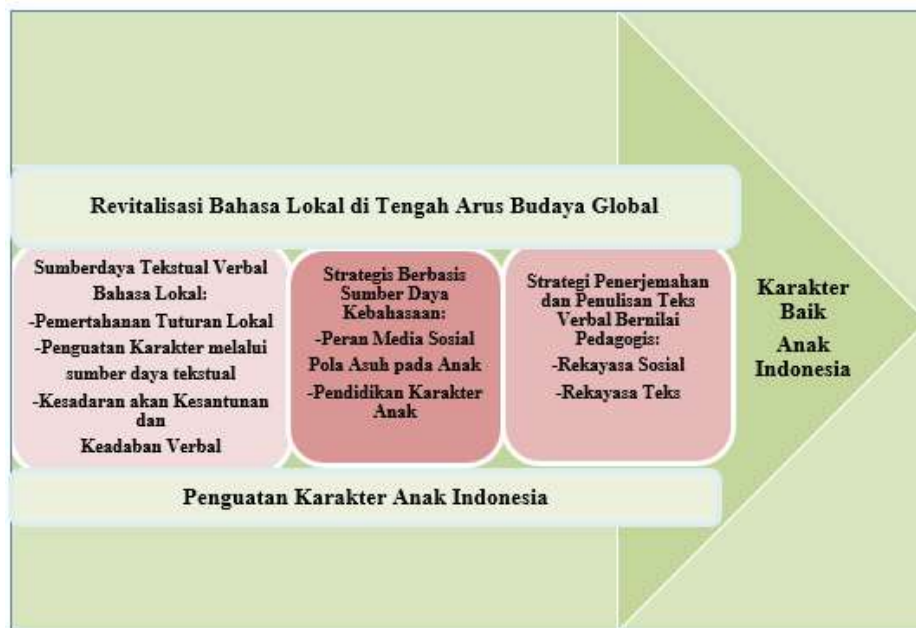 Revitalisasi Bahasa Lokal di Tengah Arus Budaya Global
Sumberdaya Tekstual Verbal
Bahasa Lokal:
-Pemertahanan Tuturan Lokal
-Penguatan Karakter melalui
sumber daya tekstual
-Kesadaran akan Kesantunan
dan
Keadaban Verbal
Strategis Berbasis
Sumber Daya
Kebahasaan:
-Peran Media Sosial
Pola Asuh pada Anak
-Pendidikan Karakter
Anak
Strategi Penerjemahan
dan Penulisan Teks
Verbal Bernilai
Pedagogis:
-Rekayasa Sosial
-Rekayasa Teks
Karakter
Baik
Anak
Indonesia
Penguatan Karakter Anak Indonesia